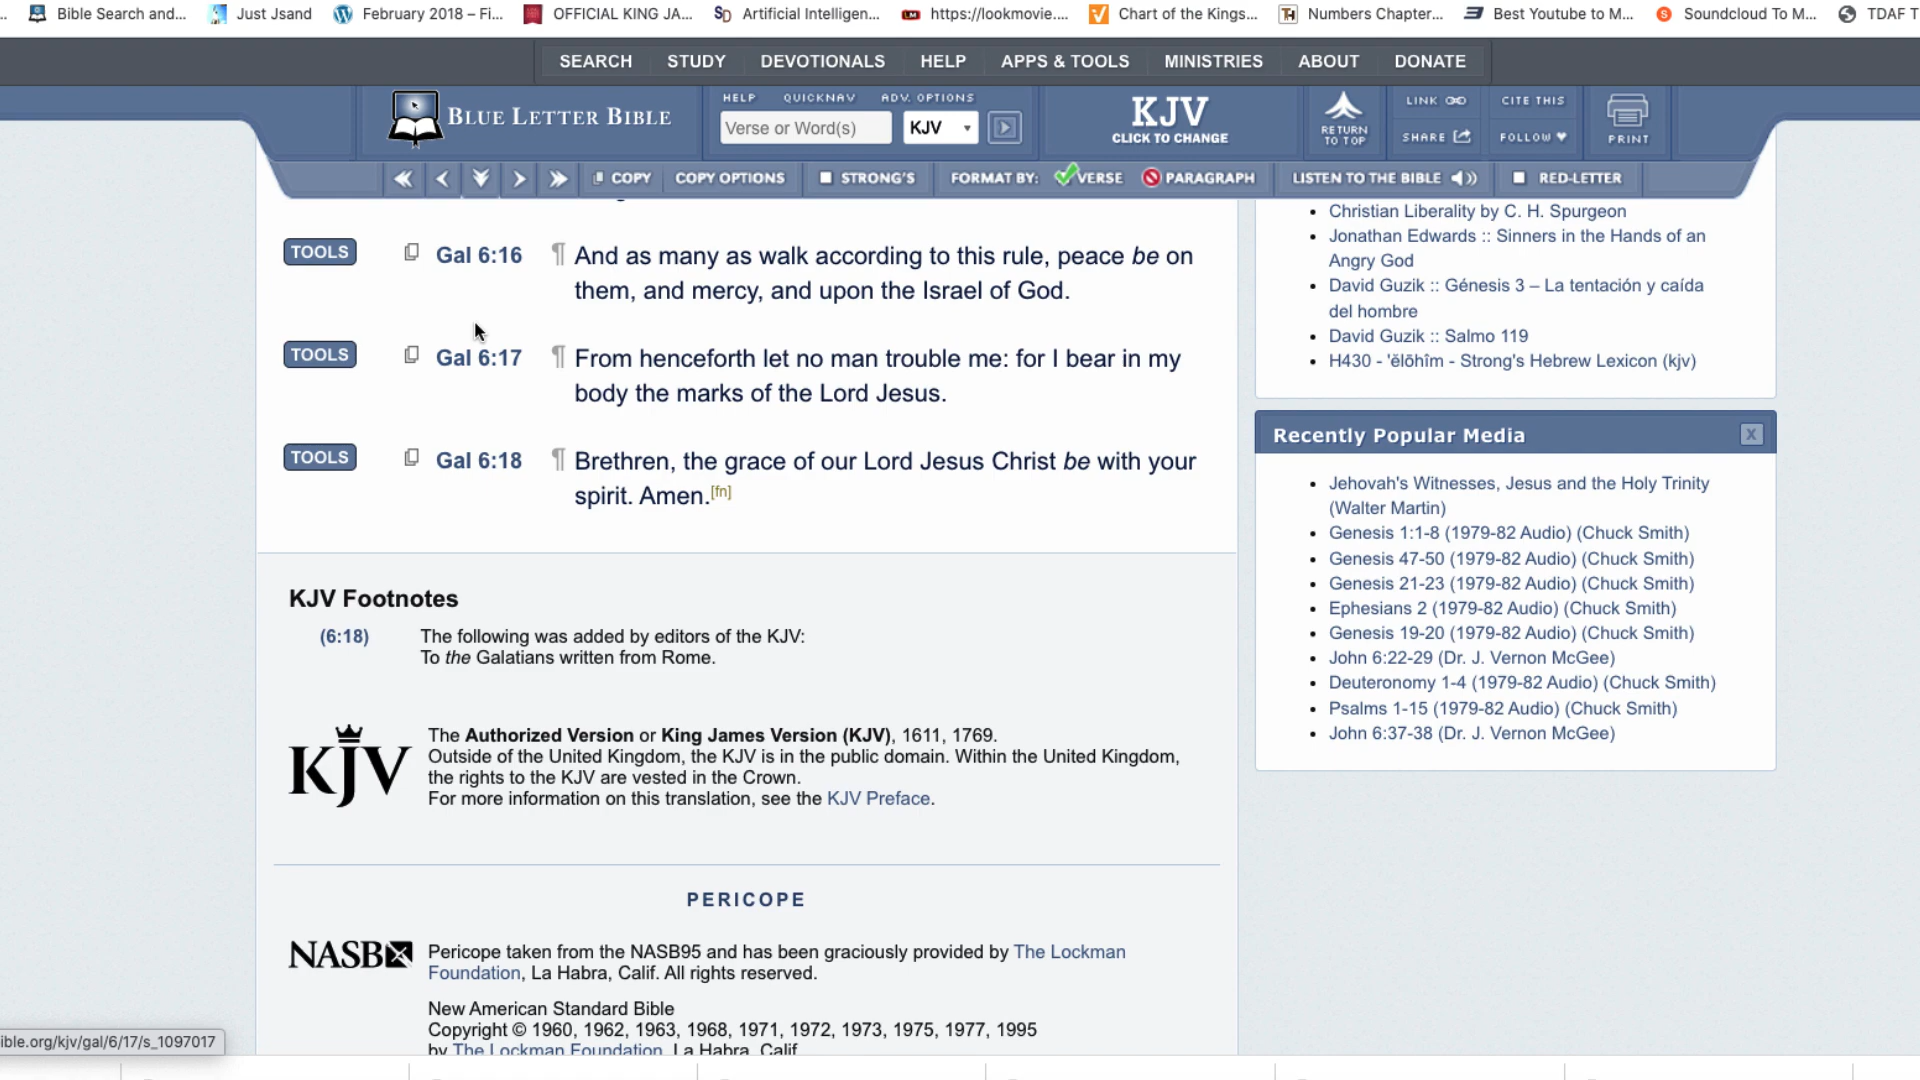 Bible Search and... Just Jsand February 2018 – Fi... OFFICIAL KING JA... Artificial Intelligen... https://lookmovie.... Chart of the Kings... Numbers Chapter... Best Youtube to M... Soundcloud To M... TDAF T
SEARCH STUDY DEVOTIONALS HELP APPS & TOOLS MINISTRIES ABOUT DONATE
HELP QUICKNAV ADV. OPTIONS
BLUE LETTER BIBLE
Verse or Word(s) KJV
KJV
CLICK TO CHANGE
RETURN
TO TOP
LINK CITE THIS
SHARE FOLLOW PRINT
COPY COPY OPTIONS STRONG'S FORMAT BY: VERSE PARAGRAPH LISTEN TO THE BIBLE RED-LETTER
TOOLS Gal 6:16 ¶ And as many as walk according to this rule, peace be on
them, and mercy, and upon the Israel of God.
TOOLS Gal 6:17 ¶ From henceforth let no man trouble me: for I bear in my
body the marks of the Lord Jesus.
TOOLS Gal 6:18 ¶ Brethren, the grace of our Lord Jesus Christ be with your
spirit. Amen.[fn]
KJV Footnotes
(6:18) The following was added by editors of the KJV:
To the Galatians written from Rome.
KJV
The Authorized Version or King James Version (KJV), 1611, 1769.
Outside of the United Kingdom, the KJV is in the public domain. Within the United Kingdom,
the rights to the KJV are vested in the Crown.
For more information on this translation, see the KJV Preface.
PERICOPE
NASB Pericope taken from the NASB95 and has been graciously provided by The Lockman
Foundation, La Habra, Calif. All rights reserved.
New American Standard Bible
Copyright © 1960, 1962, 1963, 1968, 1971, 1972, 1973, 1975, 1977, 1995
by The Lockman Foundation, La Habra, Calif
ible.org/kjv/gal/6/17/s_1097017
Christian Liberality by C. H. Spurgeon
Jonathan Edwards :: Sinners in the Hands of an
Angry God
David Guzik :: Génesis 3 – La tentación y caída
del hombre
David Guzik :: Salmo 119
H430 - 'ĕlōhîm - Strong's Hebrew Lexicon (kjv)
Recently Popular Media X
Jehovah's Witnesses, Jesus and the Holy Trinity
(Walter Martin)
Genesis 1:1-8 (1979-82 Audio) (Chuck Smith)
Genesis 47-50 (1979-82 Audio) (Chuck Smith)
Genesis 21-23 (1979-82 Audio) (Chuck Smith)
Ephesians 2 (1979-82 Audio) (Chuck Smith)
Genesis 19-20 (1979-82 Audio) (Chuck Smith)
John 6:22-29 (Dr. J. Vernon McGee)
Deuteronomy 1-4 (1979-82 Audio) (Chuck Smith)
Psalms 1-15 (1979-82 Audio) (Chuck Smith)
John 6:37-38 (Dr. J. Vernon McGee)